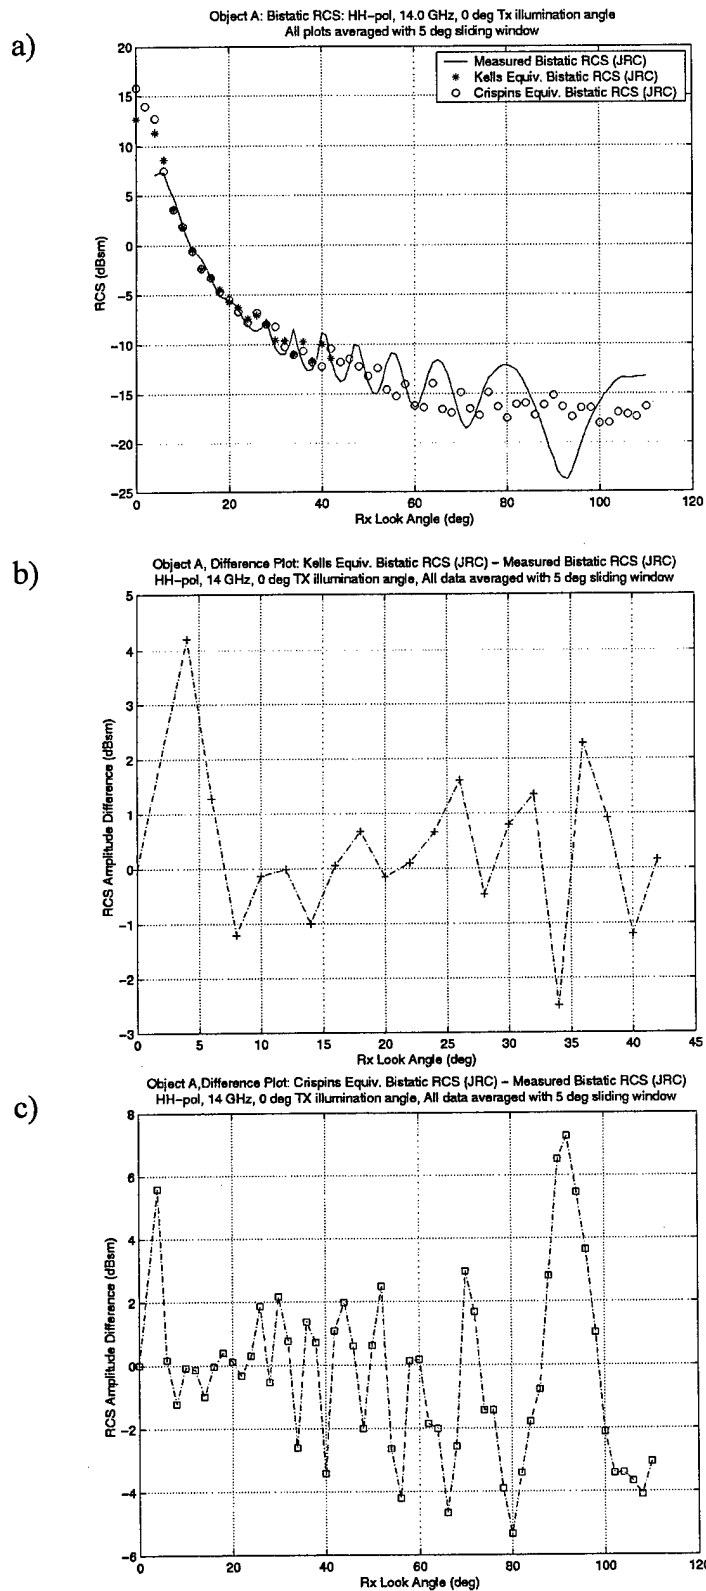 a)
Object A: Bistatic RCS: HH-pol, 14.0 GHz, 0 deg Tx illumination angle
All plots averaged with 5 deg sliding window
Measured Bistatic RCS (JRC)
Kells Equiv. Bistatic RCS (JRC)
Crispins Equiv. Bistatic RCS (JRC)
RCS (dBsm)
20
15
10
5
0
-5
-10
-15
-20
-25
0 20 40 60 80 100 120
Rx Look Angle (deg)
b)
Object A, Difference Plot: Kells Equiv. Bistatic RCS (JRC) - Measured Bistatic RCS (JRC)
HH-pol, 14 GHz, 0 deg TX illumination angle, All data averaged with 5 deg sliding window
RCS Amplitude Difference (dBsm)
5
4
3
2
1
0
-1
-2
-3
0 5 10 15 20 25 30 35 40 45
Rx Look Angle (deg)
c)
Object A,Difference Plot: Crispins Equiv. Bistatic RCS (JRC) - Measured Bistatic RCS (JRC)
HH-pol, 14 GHz, 0 deg TX illumination angle, All data averaged with 5 deg sliding window
RCS Amplitude Difference (dBsm)
8
6
4
2
0
-2
-4
-6
0 20 40 60 80 100 120
Rx Look Angle (deg)